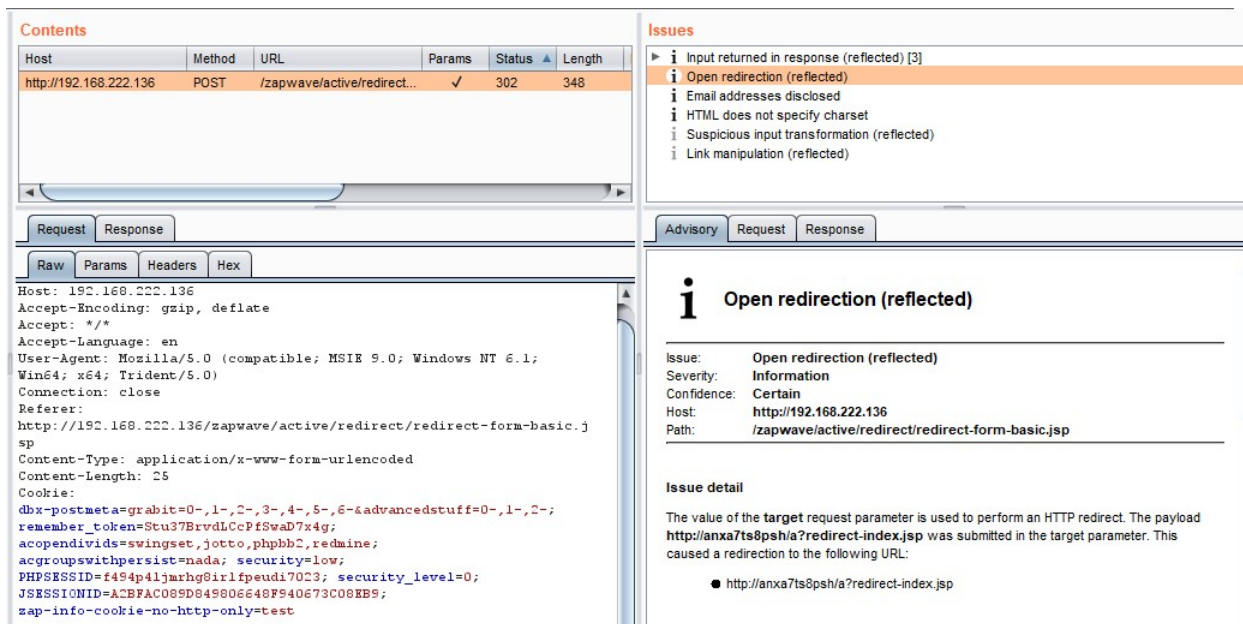 Contents
Host Method URL Params Status Length
http://192.168.222.136 POST /zapwave/active/redirect... ✓ 302 348
Request Response
Raw Params Headers Hex
Host: 192.168.222.136
Accept-Encoding: gzip, deflate
Accept: */*
Accept-Language: en
User-Agent: Mozilla/5.0 (compatible; MSIE 9.0; Windows NT 6.1;
Win64; x64; Trident/5.0)
Connection: close
Referer:
http://192.168.222.136/zapwave/active/redirect/redirect-form-basic.j
sp
Content-Type: application/x-www-form-urlencoded
Content-Length: 25
Cookie:
dbx-postmeta=grabit=0-,1-,2-,3-,4-,5-,6-&advancedstuff=0-,1-,2-;
remember_token=Stu37BrvdLCcPfSwaD7x4g;
acopendivids=swingset,jotto,phpbb2,redmine;
acgroupswithpersist=nada; security=low;
PHPSESSID=f494p41jmrhg8irlfpeudi7023; security_level=0;
JSESSIONID=A2BFAC089D849806648F940673C08EB9;
zap-info-cookie-no-http-only=test
Issues
Input returned in response (reflected) [3]
Open redirection (reflected)
Email addresses disclosed
HTML does not specify charset
Suspicious input transformation (reflected)
Link manipulation (reflected)
Advisory Request Response
Open redirection (reflected)
Issue: Open redirection (reflected)
Severity: Information
Confidence: Certain
Host: http://192.168.222.136
Path: /zapwave/active/redirect/redirect-form-basic.jsp
Issue detail
The value of the target request parameter is used to perform an HTTP redirect. The payload
http://anxa7ts8psh/a?redirect-index.jsp was submitted in the target parameter. This
caused a redirection to the following URL:
● http://anxa7ts8psh/a?redirect-index.jsp